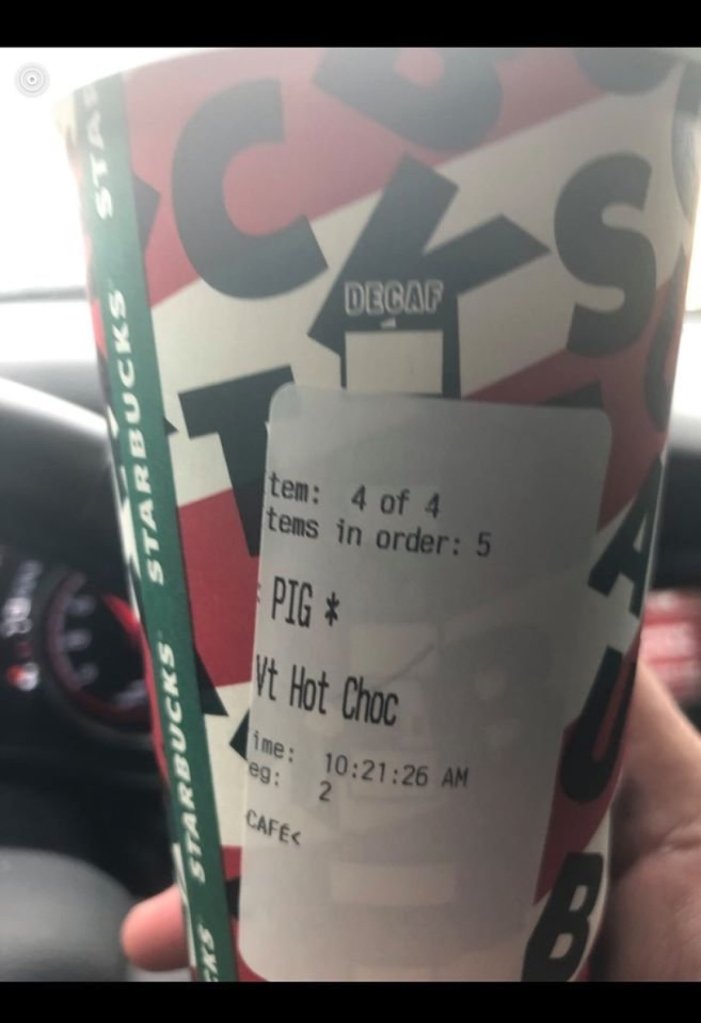 STARBUCKS
STARBUCKS
STARBUCKS
DECAF
tem: 4 of 4
tems in order: 5
PIG *
Vt Hot Choc
ime: 10:21:26 AM
eg: 2
CAFÉ<